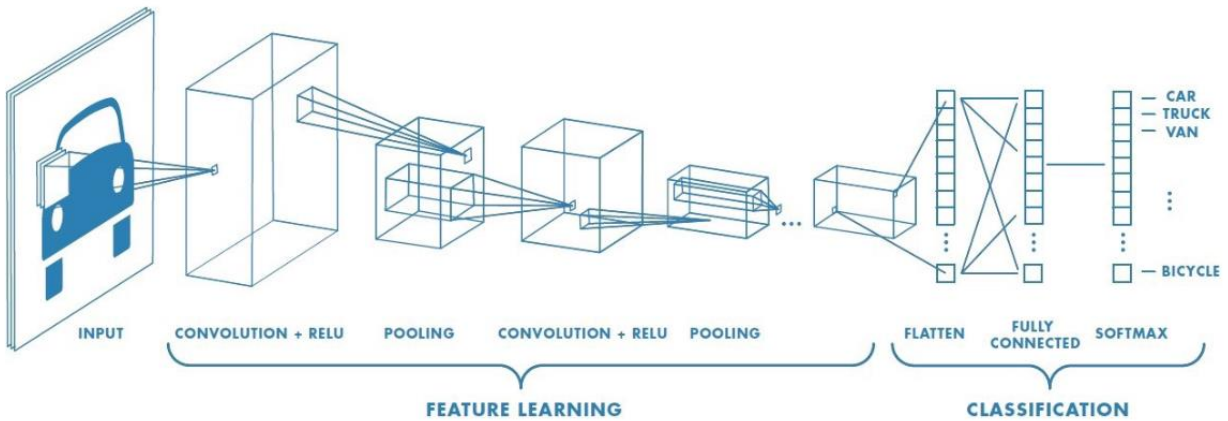 CAR
TRUCK
VAN
BICYCLE
INPUT
CONVOLUTION + RELU
POOLING
CONVOLUTION + RELU
POOLING
FLATTEN
FULLY
CONNECTED
SOFTMAX
FEATURE LEARNING
CLASSIFICATION